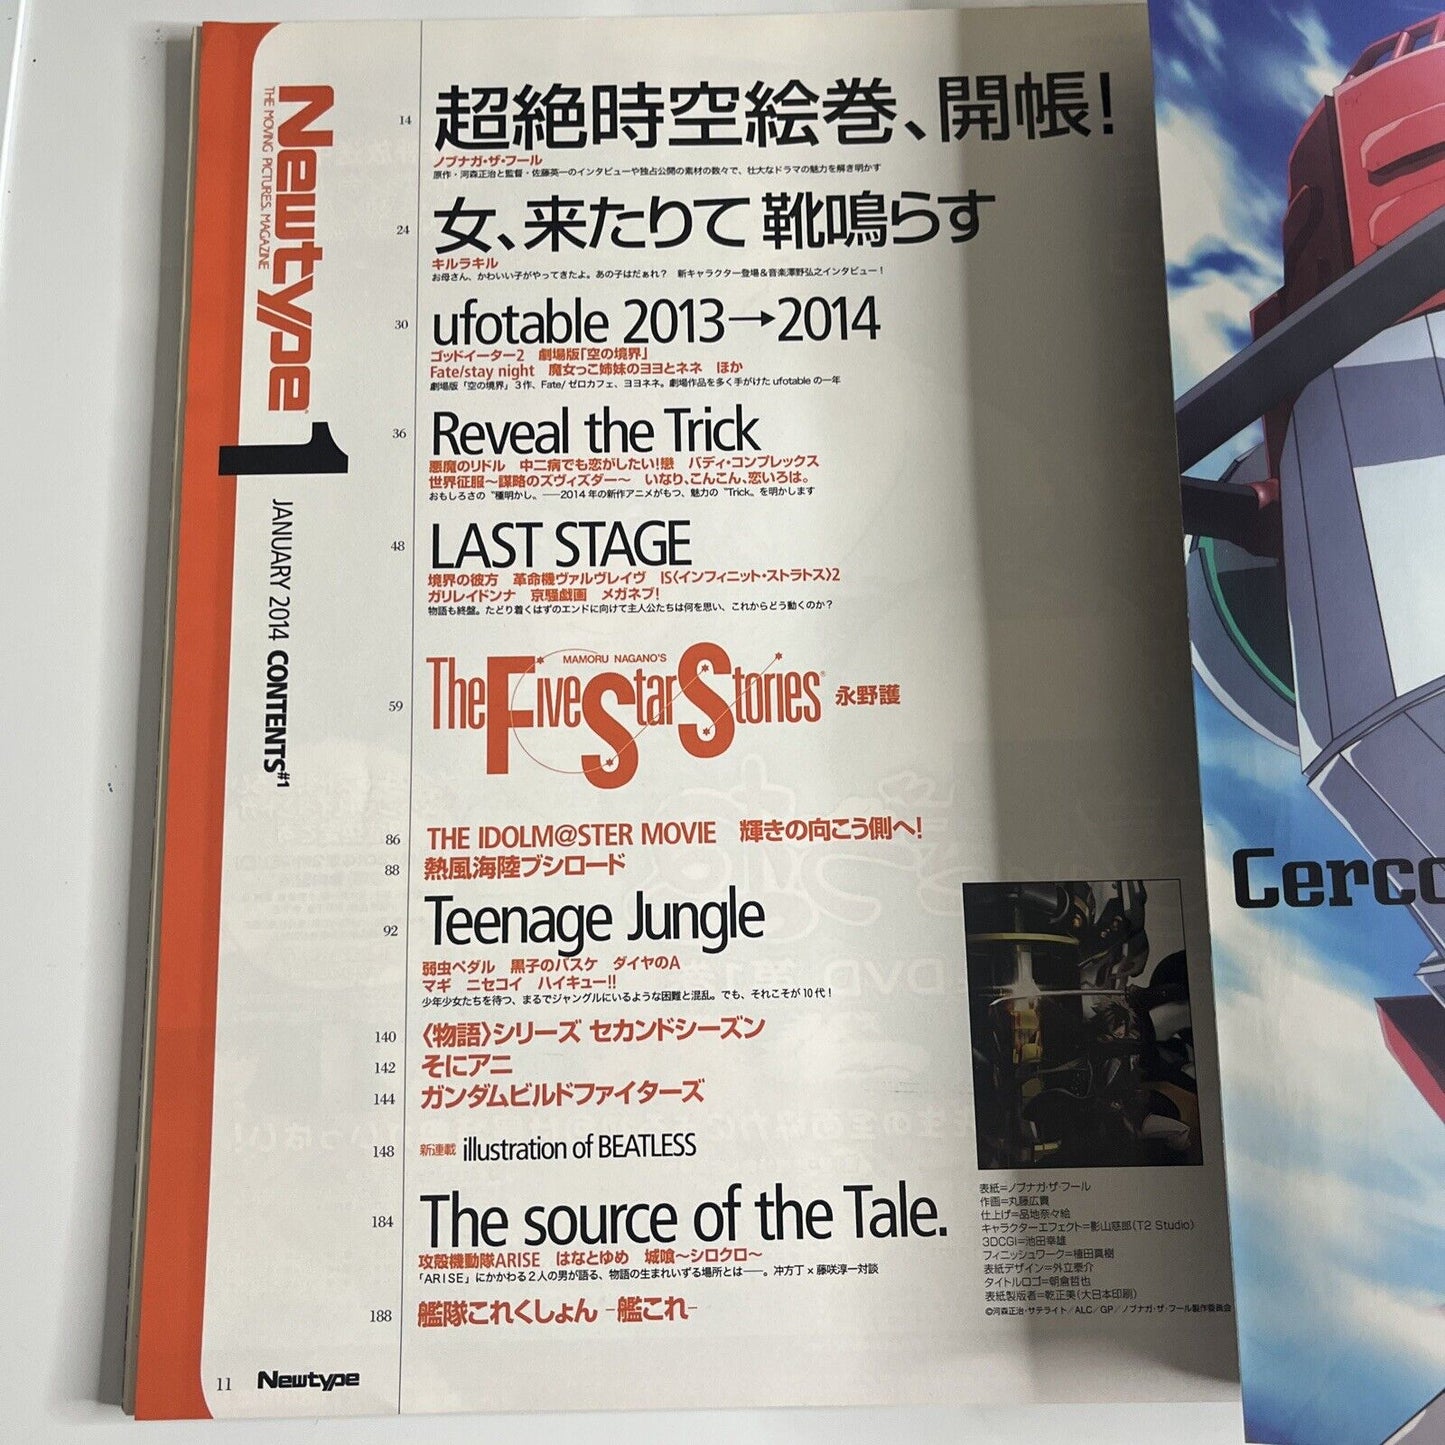 Newtype
THE MOVING PICTURES MAGAZINE
1
JANUARY 2014 CONTENTS#1
14
超絶時空絵巻、開帳!
ノブナガ・ザ・フール
原作・河森正治と監督・佐藤英一のインタビューや独占公開の素材の数々で、壮大なドラマの魅力を解き明かす
24
女、来たりて 靴鳴らす
キルラキル
お母さん、かわいい子がやってきたよ。あの子はだぁれ? 新キャラクター登場&音楽澤野弘之インタビュー!
30
ufotable 2013→2014
ゴッドイーター2 劇場版「空の境界」
Fate/stay night 魔女っこ姉妹のヨヨとネネ ほか
劇場版「空の境界」3作、Fate/ゼロカフェ、ヨヨネネ。劇場作品を多く手がけた ufotable の一年
36
Reveal the Trick
悪魔のリドル 中二病でも恋がしたい!戀 バディ・コンプレックス
世界征服〜謀略のズヴィズダー〜 いなり、こんこん、恋いろは。
おもしろさの〝種明かし〟——2014年の新作アニメがもつ、魅力の〝Trick〟を明かします
48
LAST STAGE
境界の彼方 革命機ヴァルヴレイヴ IS〈インフィニット・ストラトス〉2
ガリレイドンナ 京騒戯画 メガネブ!
物語も終盤。たどり着くはずのエンドに向けて主人公たちは何を思い、これからどう動くのか?
59
MAMORU NAGANO'S
The Five Star Stories® 永野護
86
THE IDOLM@STER MOVIE 輝きの向こう側へ!
88
熱風海陸ブシロード
92
Teenage Jungle
弱虫ペダル 黒子のバスケ ダイヤのA
マギ ニセコイ ハイキュー!!
少年少女たちを待つ、まるでジャングルにいるような困難と混乱。でも、それこそが10代!
140
〈物語〉シリーズ セカンドシーズン
142
そにアニ
144
ガンダムビルドファイターズ
148
新連載 illustration of BEATLESS
184
The source of the Tale.
攻殻機動隊ARISE はなとゆめ 城喰〜シロクロ〜
「ARISE」にかかわる2人の男が語る、物語の生まれいずる場所とは——。冲方丁×藤咲淳一対談
188
艦隊これくしょん -艦これ-
表紙=ノブナガ・ザ・フール
作画=丸藤広貴
仕上げ=品地奈々絵
キャラクターエフェクト=影山慈郎(T2 Studio)
3DCGI=池田幸雄
フィニッシュワーク=植田真樹
表紙デザイン=外立泰介
タイトルロゴ=朝倉哲也
表紙製版者=乾正美(大日本印刷)
©河森正治・サテライト/ALC/GP/ノブナガ・ザ・フール製作委員会
11 Newtype
Cerco